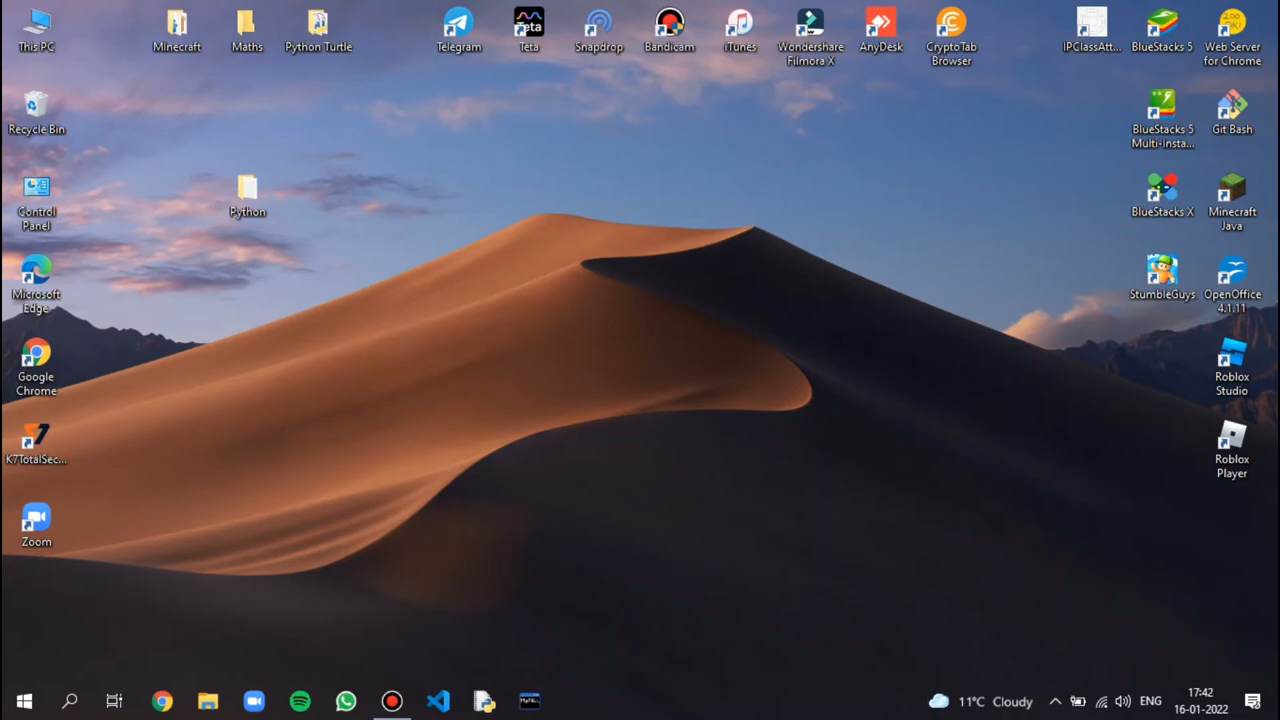 This PC
Minecraft
Maths
Python Turtle
Telegram
Teta
Snapdrop
Bandicam
iTunes
Wondershare
Filmora X
AnyDesk
CryptoTab
Browser
IPClassAtt...
BlueStacks 5
Web Server
for Chrome
Recycle Bin
BlueStacks 5
Multi-Insta...
Git Bash
Control
Panel
Python
BlueStacks X
Minecraft
Java
Microsoft
Edge
StumbleGuys
OpenOffice
4.1.11
Google
Chrome
Roblox
Studio
K7TotalSec...
Roblox
Player
Zoom
11°C Cloudy
ENG
17:42
16-01-2022